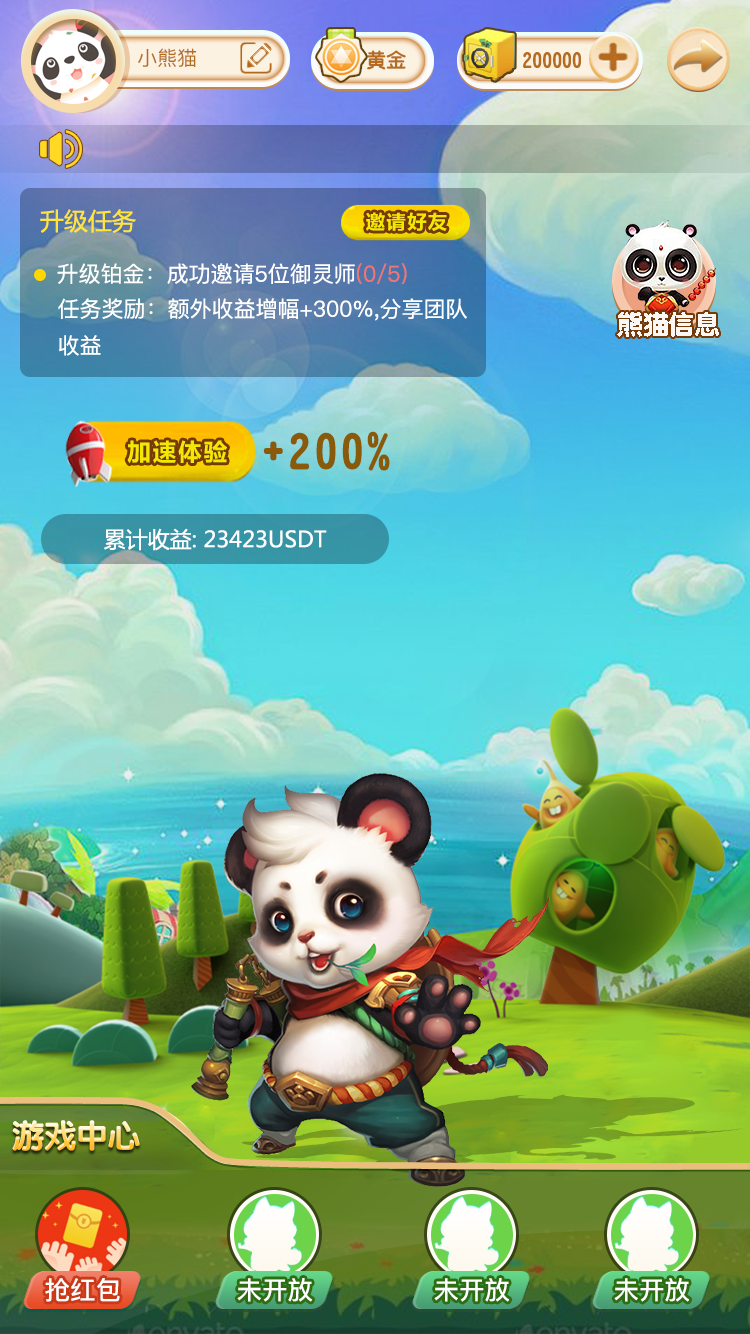 小熊猫
黄金
200000
升级任务
邀请好友
升级铂金：成功邀请5位御灵师(0/5)
任务奖励：额外收益增幅+300%,分享团队
收益
熊猫信息
加速体验
+200%
累计收益: 23423USDT
游戏中心
抢红包
未开放
未开放
未开放